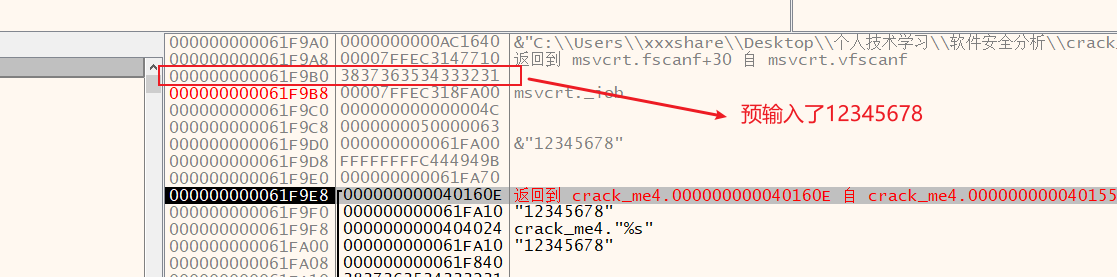 000000000061F9A0 0000000000AC1640 &"C:\\Users\\xxxshare\\Desktop\\个人技术学习\\软件安全分析\\crack
000000000061F9A8 00007FFEC3147710 返回到 msvcrt.fscanf+30 自 msvcrt.vfscanf
000000000061F9B0 3837363534333231
000000000061F9B8 00007FFEC318FA00 msvcrt._iob
预输入了12345678
000000000061F9C0 000000000000004C
000000000061F9C8 0000000050000063
000000000061F9D0 000000000061FA00 &"12345678"
000000000061F9D8 FFFFFFFFC444949B
000000000061F9E0 000000000061FA70
000000000061F9E8 000000000040160E 返回到 crack_me4.000000000040160E 自 crack_me4.000000000040155
000000000061F9F0 000000000061FA10 "12345678"
000000000061F9F8 0000000000404024 crack_me4."%s"
000000000061FA00 000000000061FA10 "12345678"
000000000061FA08 000000000061F840